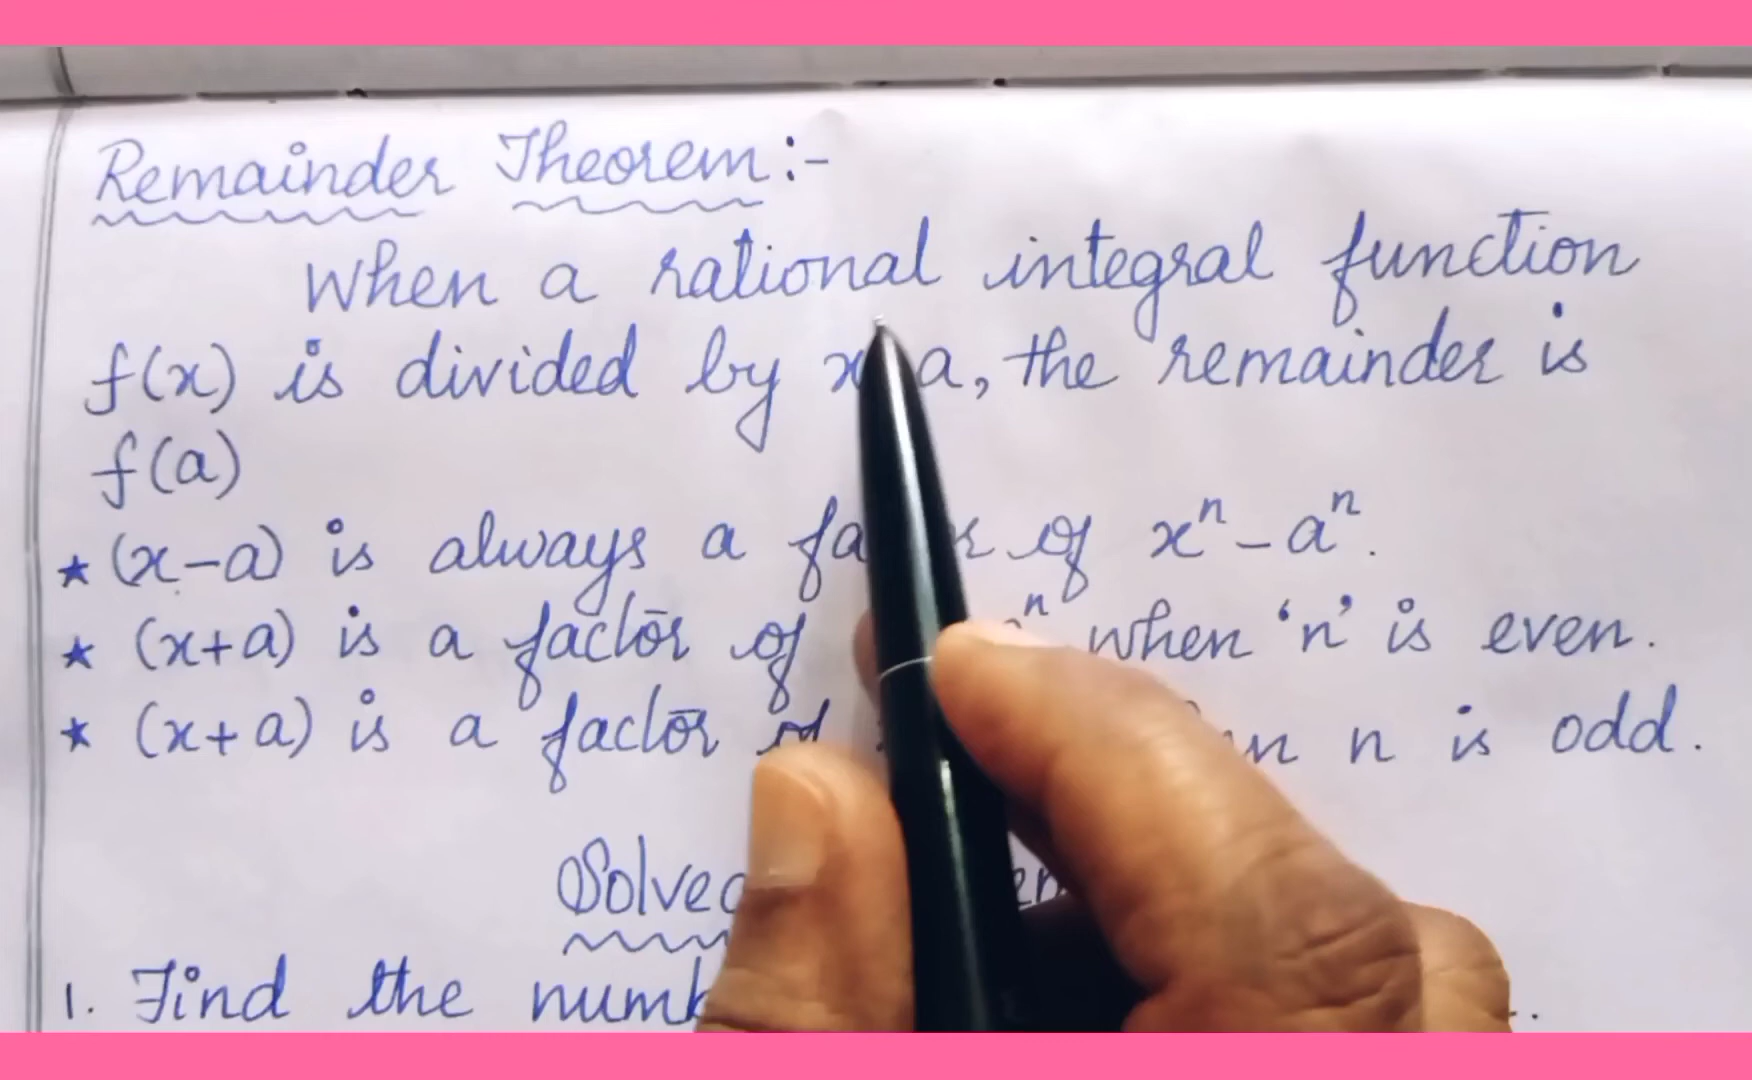 Remainder Theorem :-
When a rational integral function
f(x) is divided by x a, the remainder is
f(a)
★ (x-a) is always a of xⁿ - aⁿ.
★ (x+a) is a factor of when 'n' is even.
★ (x+a) is a factor of n is odd.
1. Find the